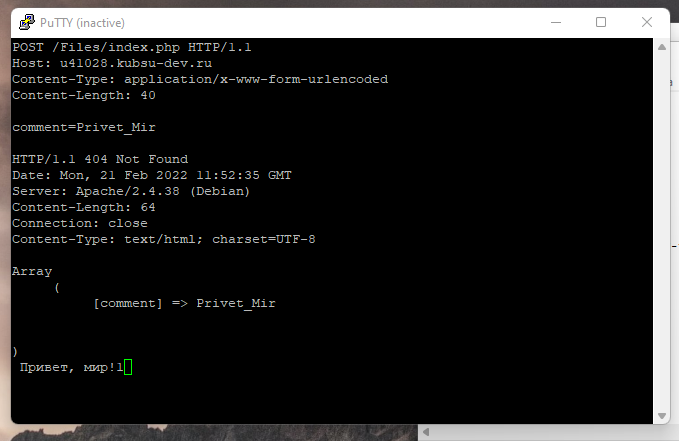 PuTTY (inactive)
POST /Files/index.php HTTP/1.1
Host: u41028.kubsu-dev.ru
Content-Type: application/x-www-form-urlencoded
Content-Length: 40
comment=Privet_Mir
HTTP/1.1 404 Not Found
Date: Mon, 21 Feb 2022 11:52:35 GMT
Server: Apache/2.4.38 (Debian)
Content-Length: 64
Connection: close
Content-Type: text/html; charset=UTF-8
Array
(
[comment] => Privet_Mir
)
Привет, мир!1